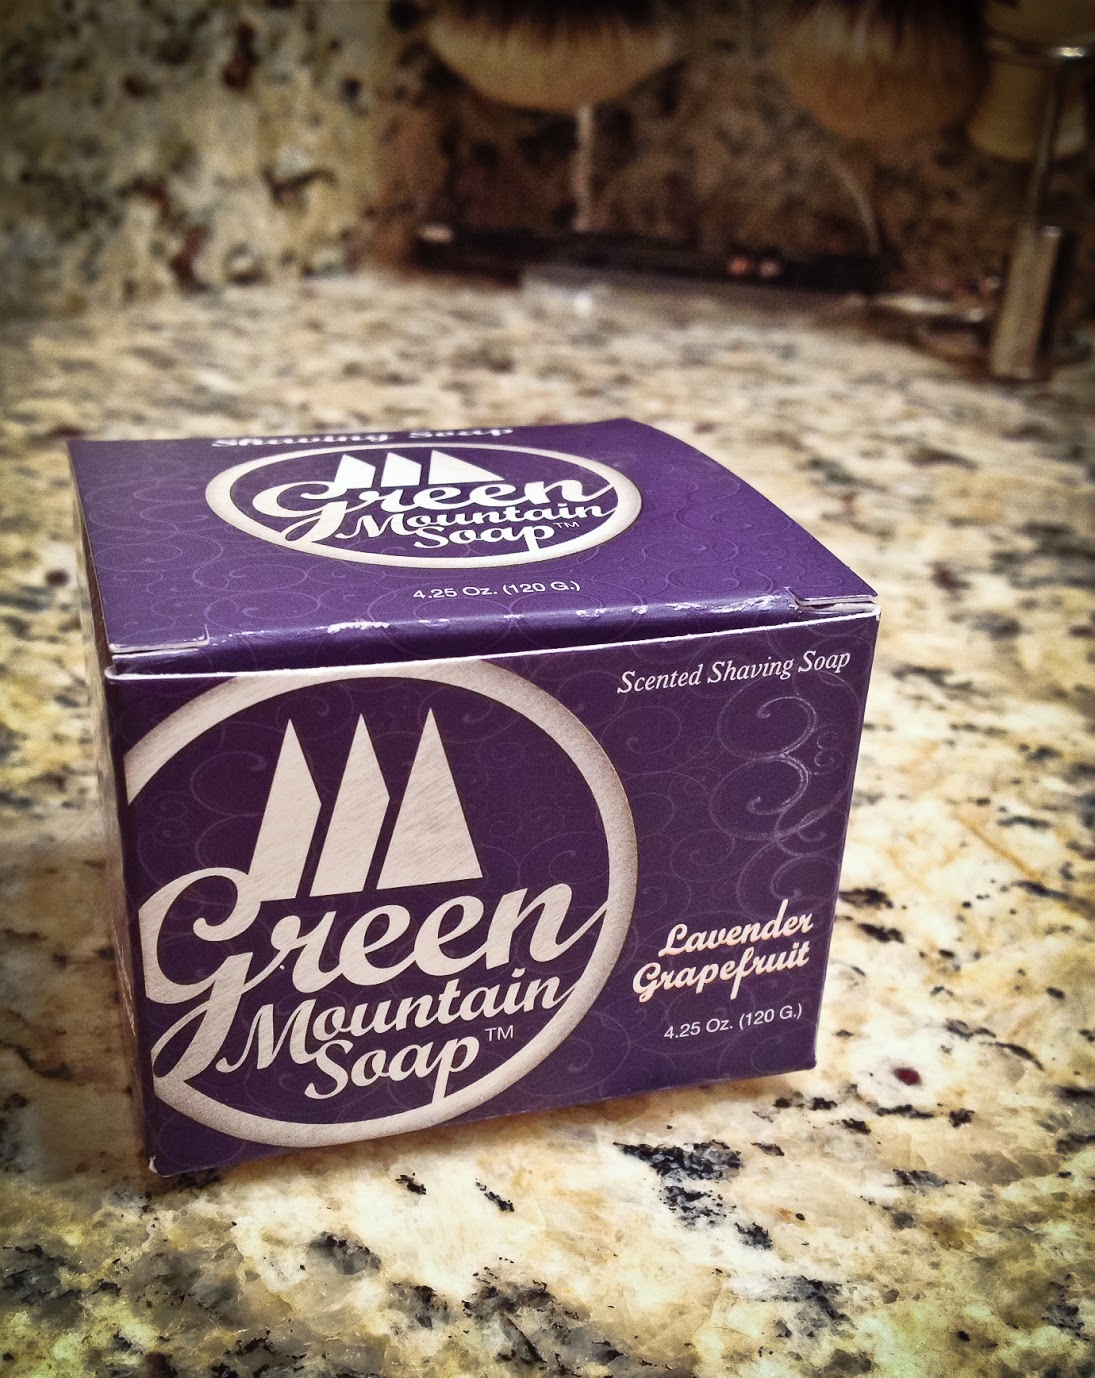 Shaving Soap
Green
Mountain
Soap™
4.25 Oz. (120 G.)
Scented Shaving Soap
Green
Mountain
Soap™
Lavender
Grapefruit
4.25 Oz. (120 G.)